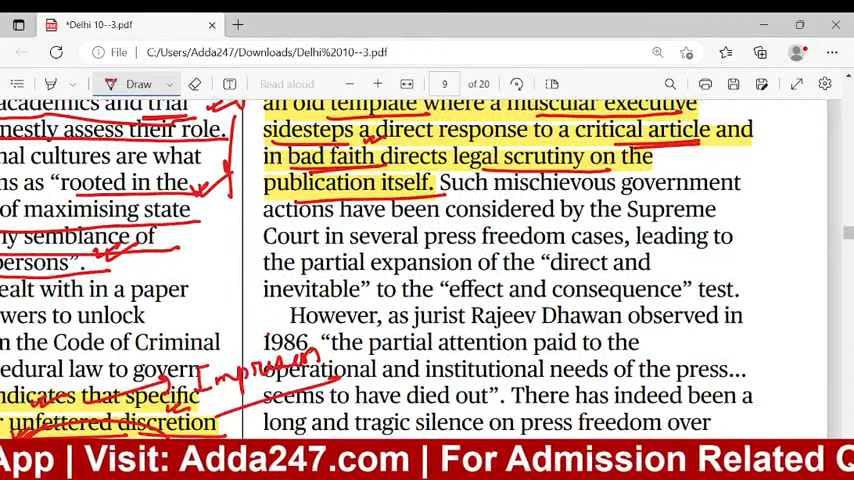 *Delhi 10--3.pdf
File
C:/Users/Adda247/Downloads/Delhi%2010--3.pdf
Draw
Read aloud
9
of 20
academics and trial
nestly assess their role.
nal cultures are what
ns as “rooted in the
of maximising state
ny semblance of
persons”.
ealt with in a paper
wers to unlock
m the Code of Criminal
edural law to govern
ndicates that specific
r unfettered discretion
an old template where a muscular executive
sidesteps a direct response to a critical article and
in bad faith directs legal scrutiny on the
publication itself. Such mischievous government
actions have been considered by the Supreme
Court in several press freedom cases, leading to
the partial expansion of the “direct and
inevitable” to the “effect and consequence” test.
However, as jurist Rajeev Dhawan observed in
1986, “the partial attention paid to the
operational and institutional needs of the press...
seems to have died out”. There has indeed been a
long and tragic silence on press freedom over
App | Visit: Adda247.com | For Admission Related Q